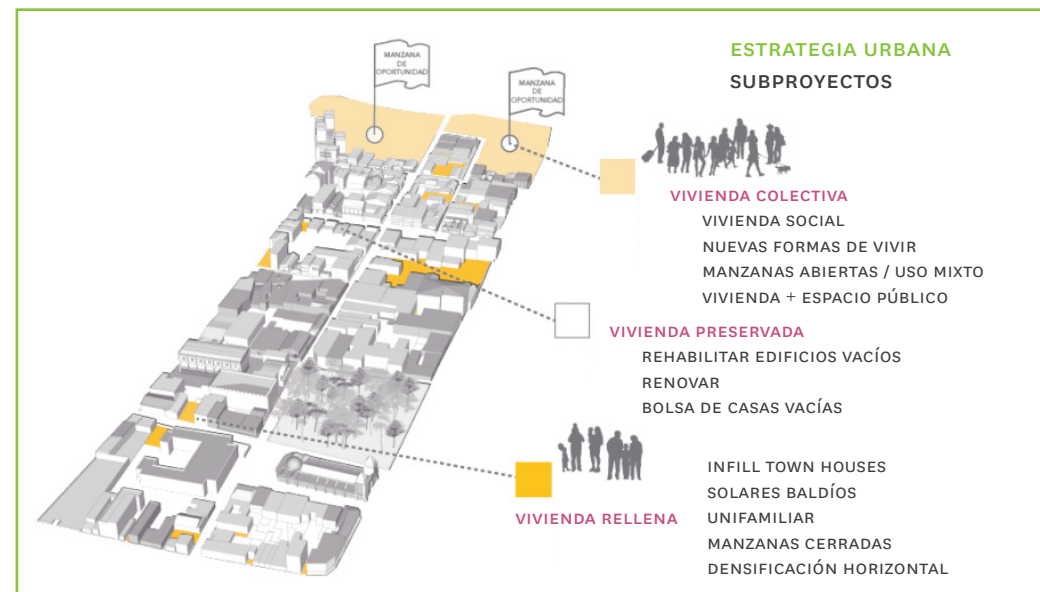 ESTRATEGIA URBANA
SUBPROYECTOS
MANZANA
DE
OPORTUNIDAD
MANZANA
DE
OPORTUNIDAD
VIVIENDA COLECTIVA
VIVIENDA SOCIAL
NUEVAS FORMAS DE VIVIR
MANZANAS ABIERTAS / USO MIXTO
VIVIENDA + ESPACIO PÚBLICO
VIVIENDA PRESERVADA
REHABILITAR EDIFICIOS VACÍOS
RENOVAR
BOLSA DE CASAS VACÍAS
VIVIENDA RELLENA
INFILL TOWN HOUSES
SOLARES BALDÍOS
UNIFAMILIAR
MANZANAS CERRADAS
DENSIFICACIÓN HORIZONTAL